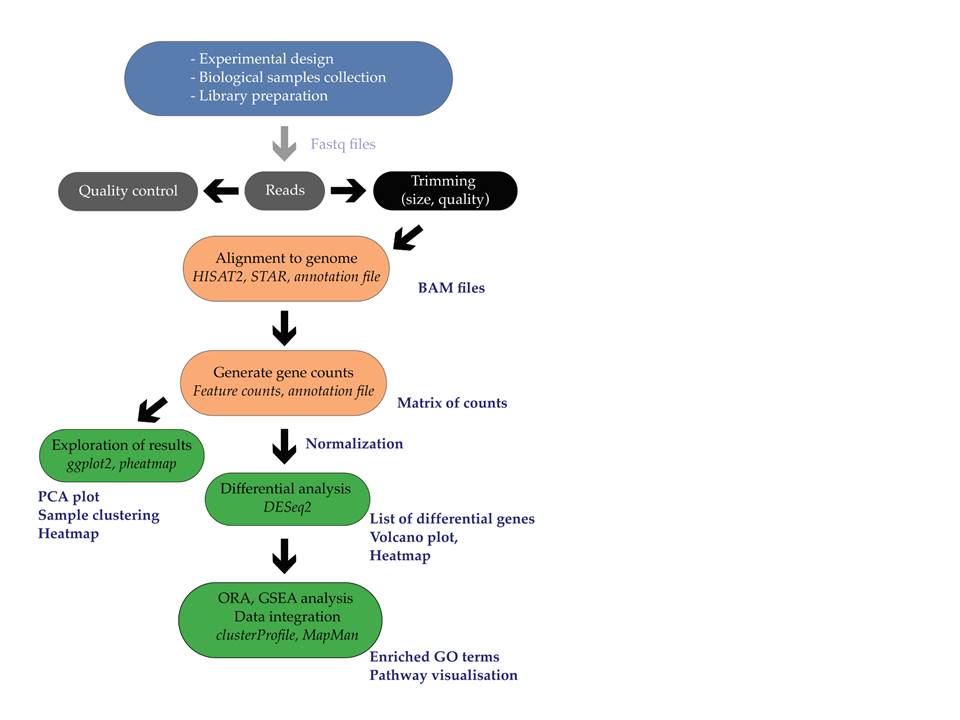 - Experimental design
- Biological samples collection
- Library preparation
Fastq files
Quality control
Reads
Trimming
(size, quality)
Alignment to genome
HISAT2, STAR, annotation file
BAM files
Generate gene counts
Feature counts, annotation file
Matrix of counts
Normalization
Exploration of results
ggplot2, pheatmap
PCA plot
Sample clustering
Heatmap
Differential analysis
DESeq2
List of differential genes
Volcano plot,
Heatmap
ORA, GSEA analysis
Data integration
clusterProfile, MapMan
Enriched GO terms
Pathway visualisation